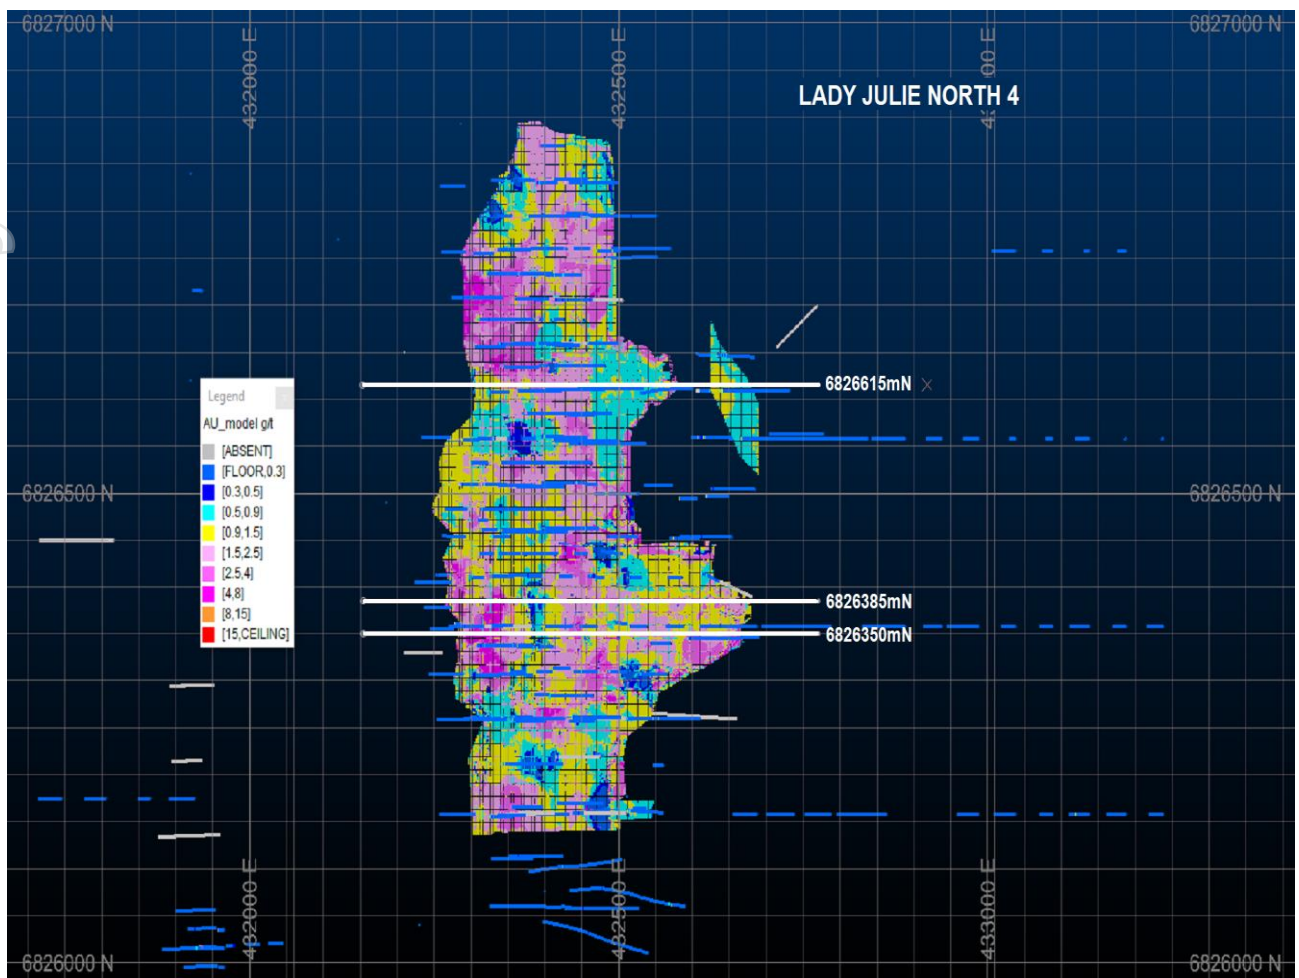 6827000 N
6827000 N
432000 E
432500 E
00 E
LADY JULIE NORTH 4
6826615mN
Legend
AU_model g/t
[ABSENT]
[FLOOR,0.3]
[0.3,0.5]
[0.5,0.9]
[0.9,1.5]
[1.5,2.5]
[2.5,4]
[4,8]
[8,15]
[15,CEILING]
6826500 N
6826500 N
6826385mN
6826350mN
432000 E
432500 E
433000 E
6826000 N
6826000 N